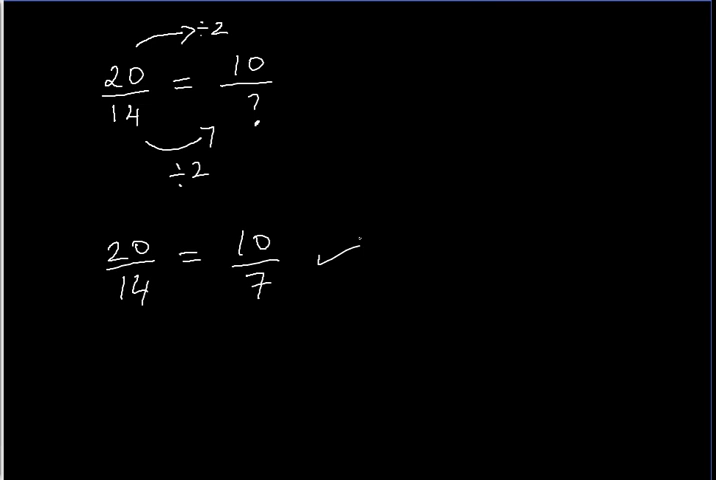 ÷2
20/14 = 10/?
÷2
20/14 = 10/7 ✓